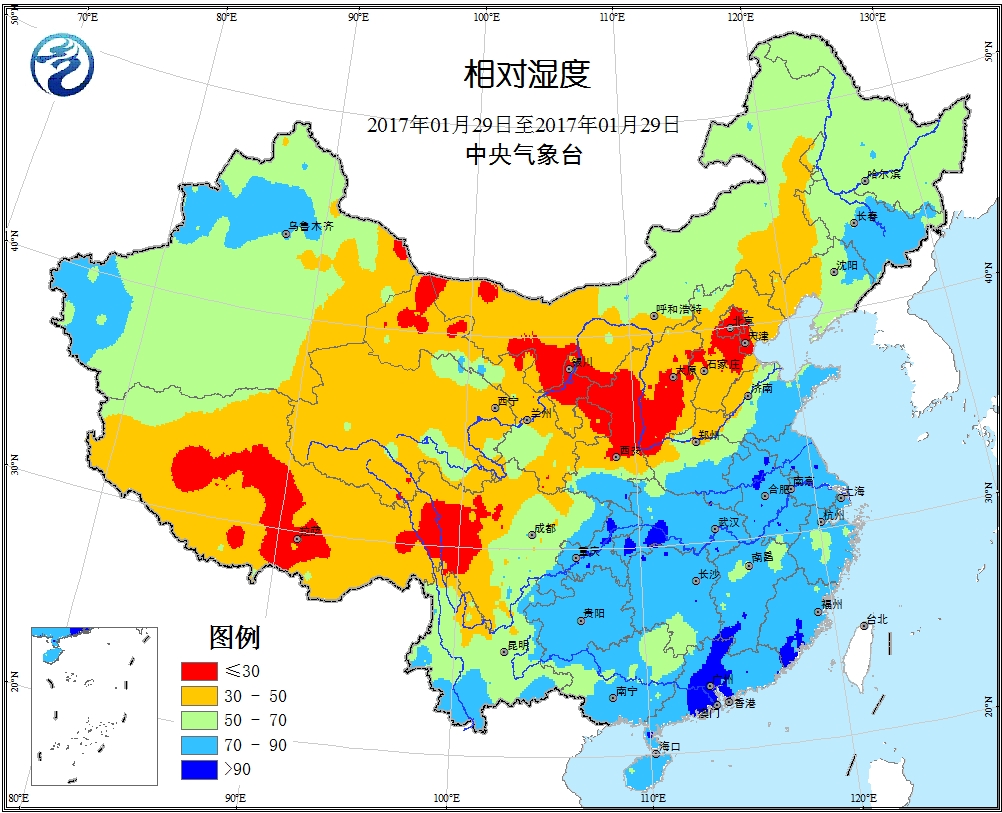 50°N
70°E
80°E
90°E
100°E
110°E
120°E
130°E
50°N
相对湿度
2017年01月29日至2017年01月29日
中央气象台
哈尔滨
长春
乌鲁木齐
40°N
沈阳
40°N
呼和浩特
北京
天津
银川
太原
石家庄
济南
西宁
兰州
郑州
西安
30°N
30°N
合肥
南京
上海
杭州
成都
武汉
拉萨
重庆
南昌
长沙
贵阳
福州
台北
昆明
图例
≤30
30 - 50
50 - 70
70 - 90
>90
20°N
20°N
南宁
广州
香港
澳门
海口
80°E
90°E
100°E
110°E
120°E